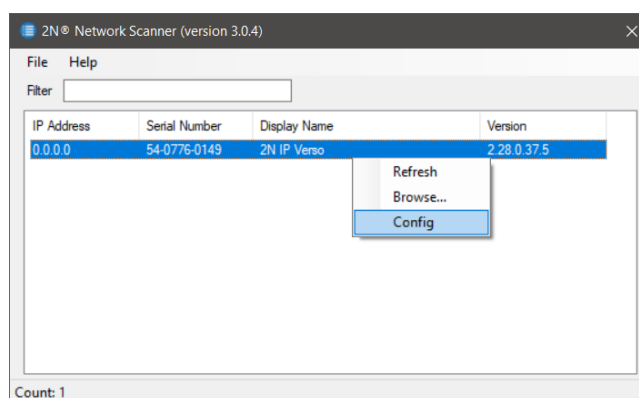 2N® Network Scanner (version 3.0.4)
File Help
Filter
IP Address Serial Number Display Name Version
0.0.0.0 54-0776-0149 2N IP Verso 2.28.0.37.5
Refresh
Browse...
Config
Count: 1